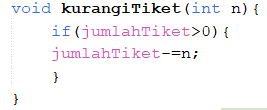 void kurangiTiket(int n){
if(jumlahTiket>0){
jumlahTiket-=n;
}
}